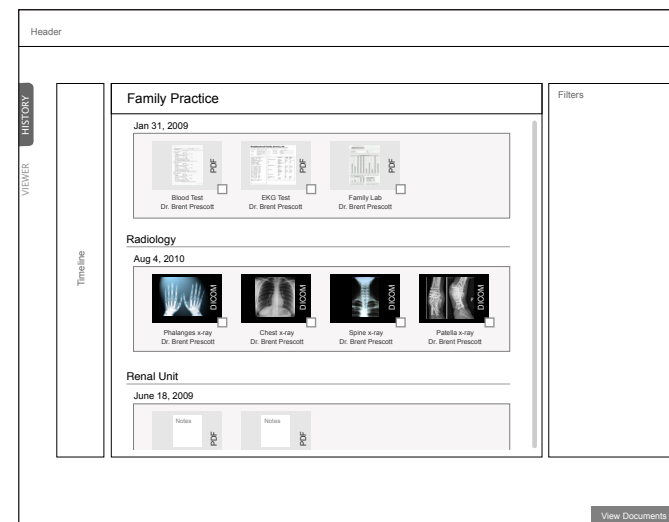 Header
HISTORY
VIEWER
Timeline
Family Practice
Jan 31, 2009
PDF
PDF
PDF
Blood Test
Dr. Brent Prescott
EKG Test
Dr. Brent Prescott
Family Lab
Dr. Brent Prescott
Radiology
Aug 4, 2010
DICOM
DICOM
DICOM
DICOM
Phalanges x-ray
Dr. Brent Prescott
Chest x-ray
Dr. Brent Prescott
Spine x-ray
Dr. Brent Prescott
Patella x-ray
Dr. Brent Prescott
Renal Unit
June 18, 2009
Notes
PDF
Notes
PDF
Filters
View Documents